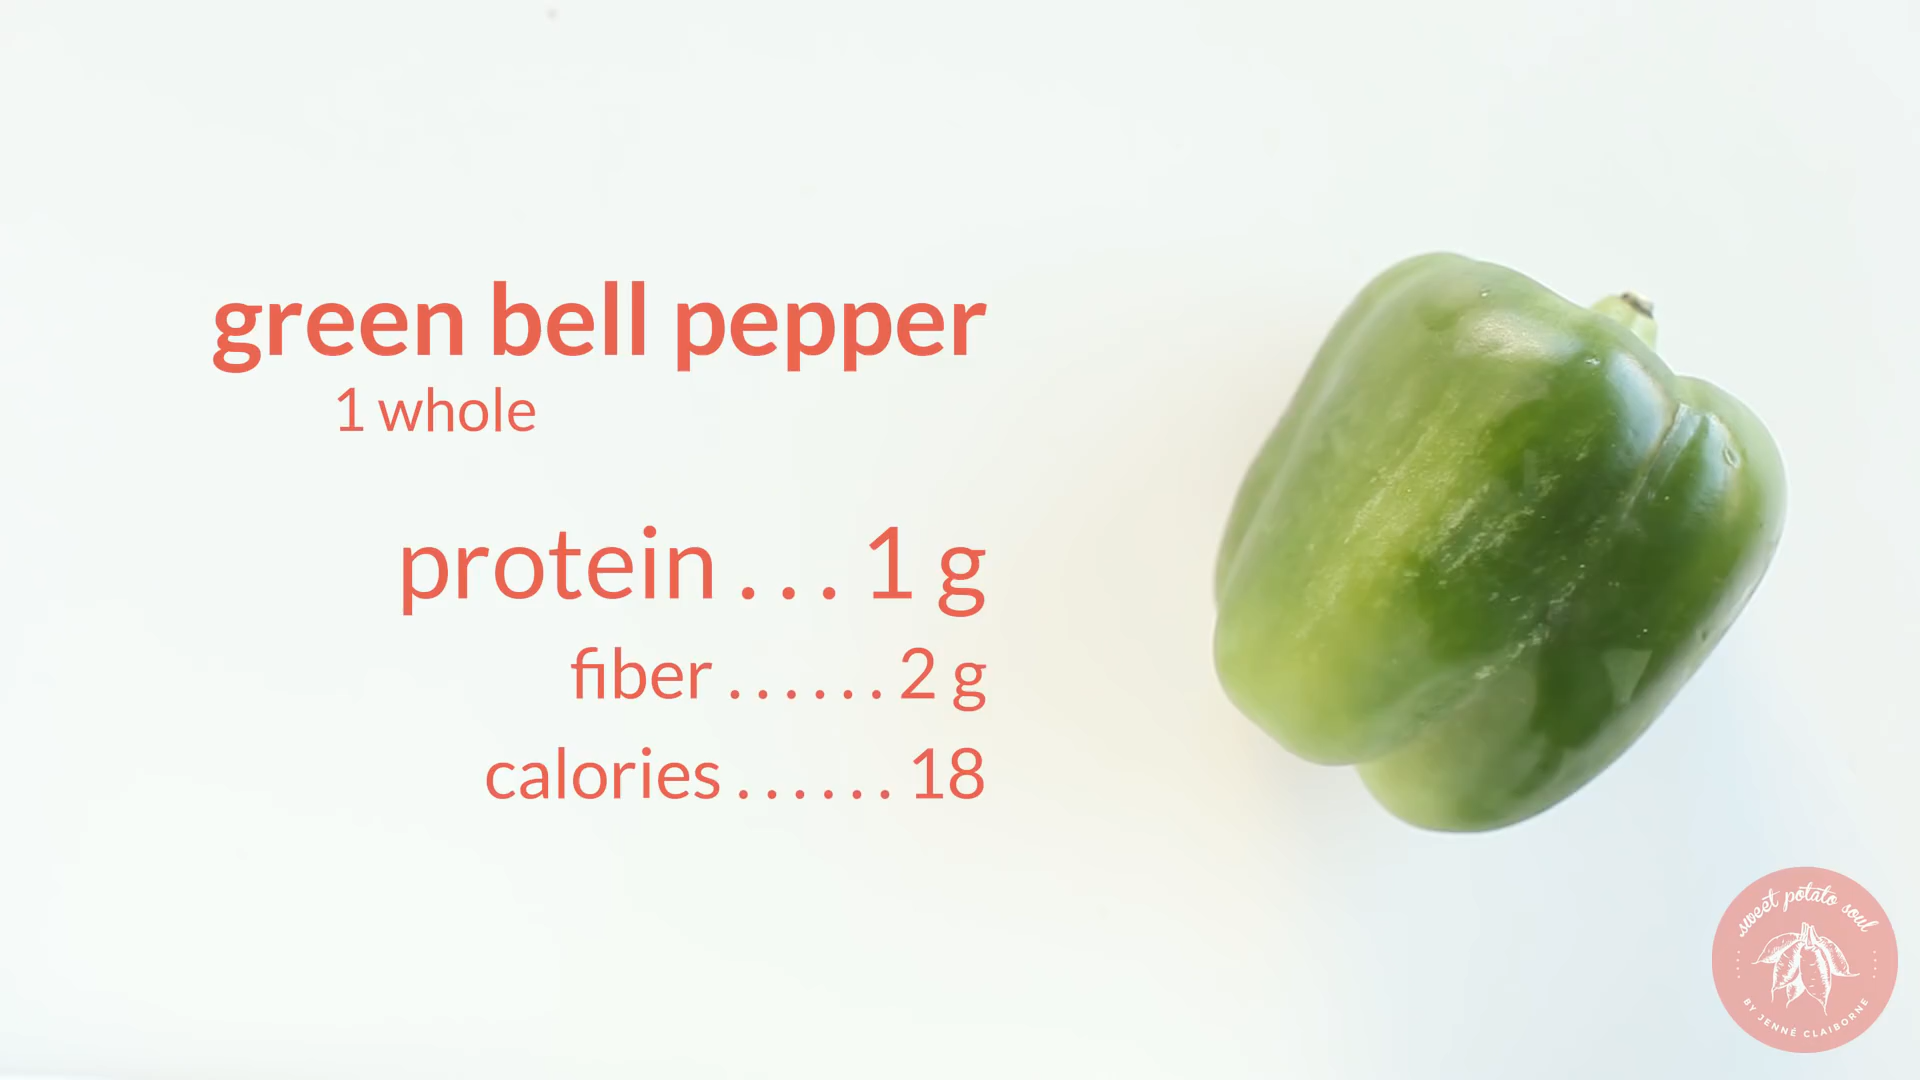 green bell pepper
1 whole
protein . . . 1 g
fiber . . . . . . 2 g
calories . . . . . . 18
sweet potato soul
BY JENNÉ CLAIBORNE